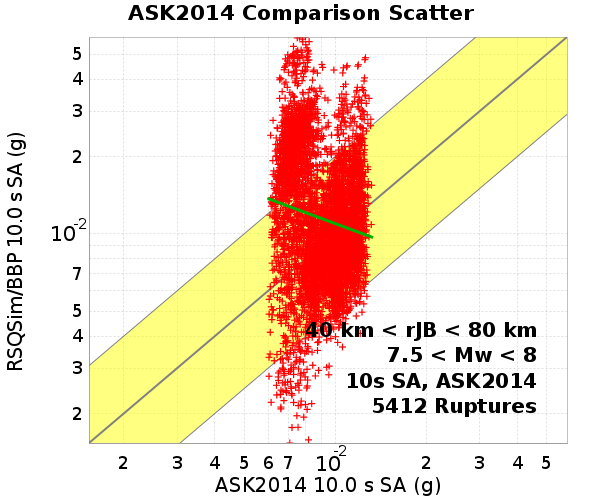 ASK2014 Comparison Scatter
RSQSim/BBP 10.0 s SA (g)
5
4
3
2
10-2
7
5
4
3
2
40 km < rJB < 80 km
7.5 < Mw < 8
10s SA, ASK2014
5412 Ruptures
2 3 4 5 6 7 10-2 2 3 4 5
ASK2014 10.0 s SA (g)